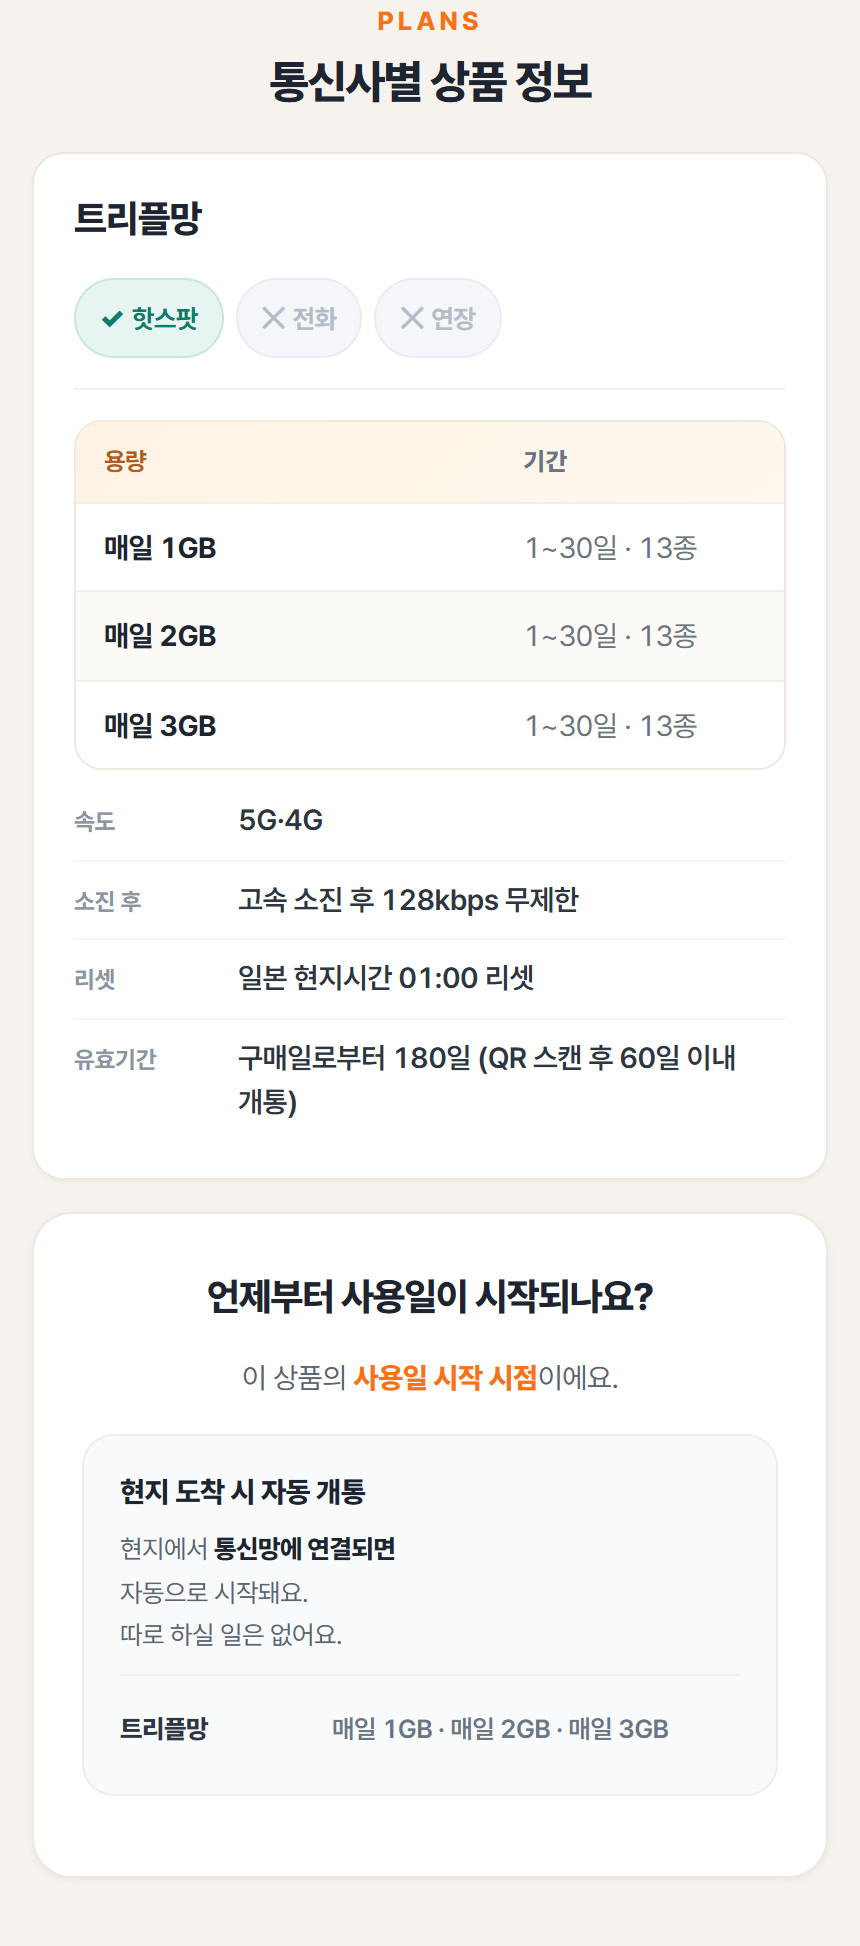 PLANS
통신사별 상품 정보
트리플망
✓ 핫스팟 ✕ 전화 ✕ 연장
용량 기간
매일 1GB 1~30일 · 13종
매일 2GB 1~30일 · 13종
매일 3GB 1~30일 · 13종
속도 5G·4G
소진 후 고속 소진 후 128kbps 무제한
리셋 일본 현지시간 01:00 리셋
유효기간 구매일로부터 180일 (QR 스캔 후 60일 이내
개통)
언제부터 사용일이 시작되나요?
이 상품의 사용일 시작 시점이에요.
현지 도착 시 자동 개통
현지에서 통신망에 연결되면
자동으로 시작돼요.
따로 하실 일은 없어요.
트리플망 매일 1GB · 매일 2GB · 매일 3GB